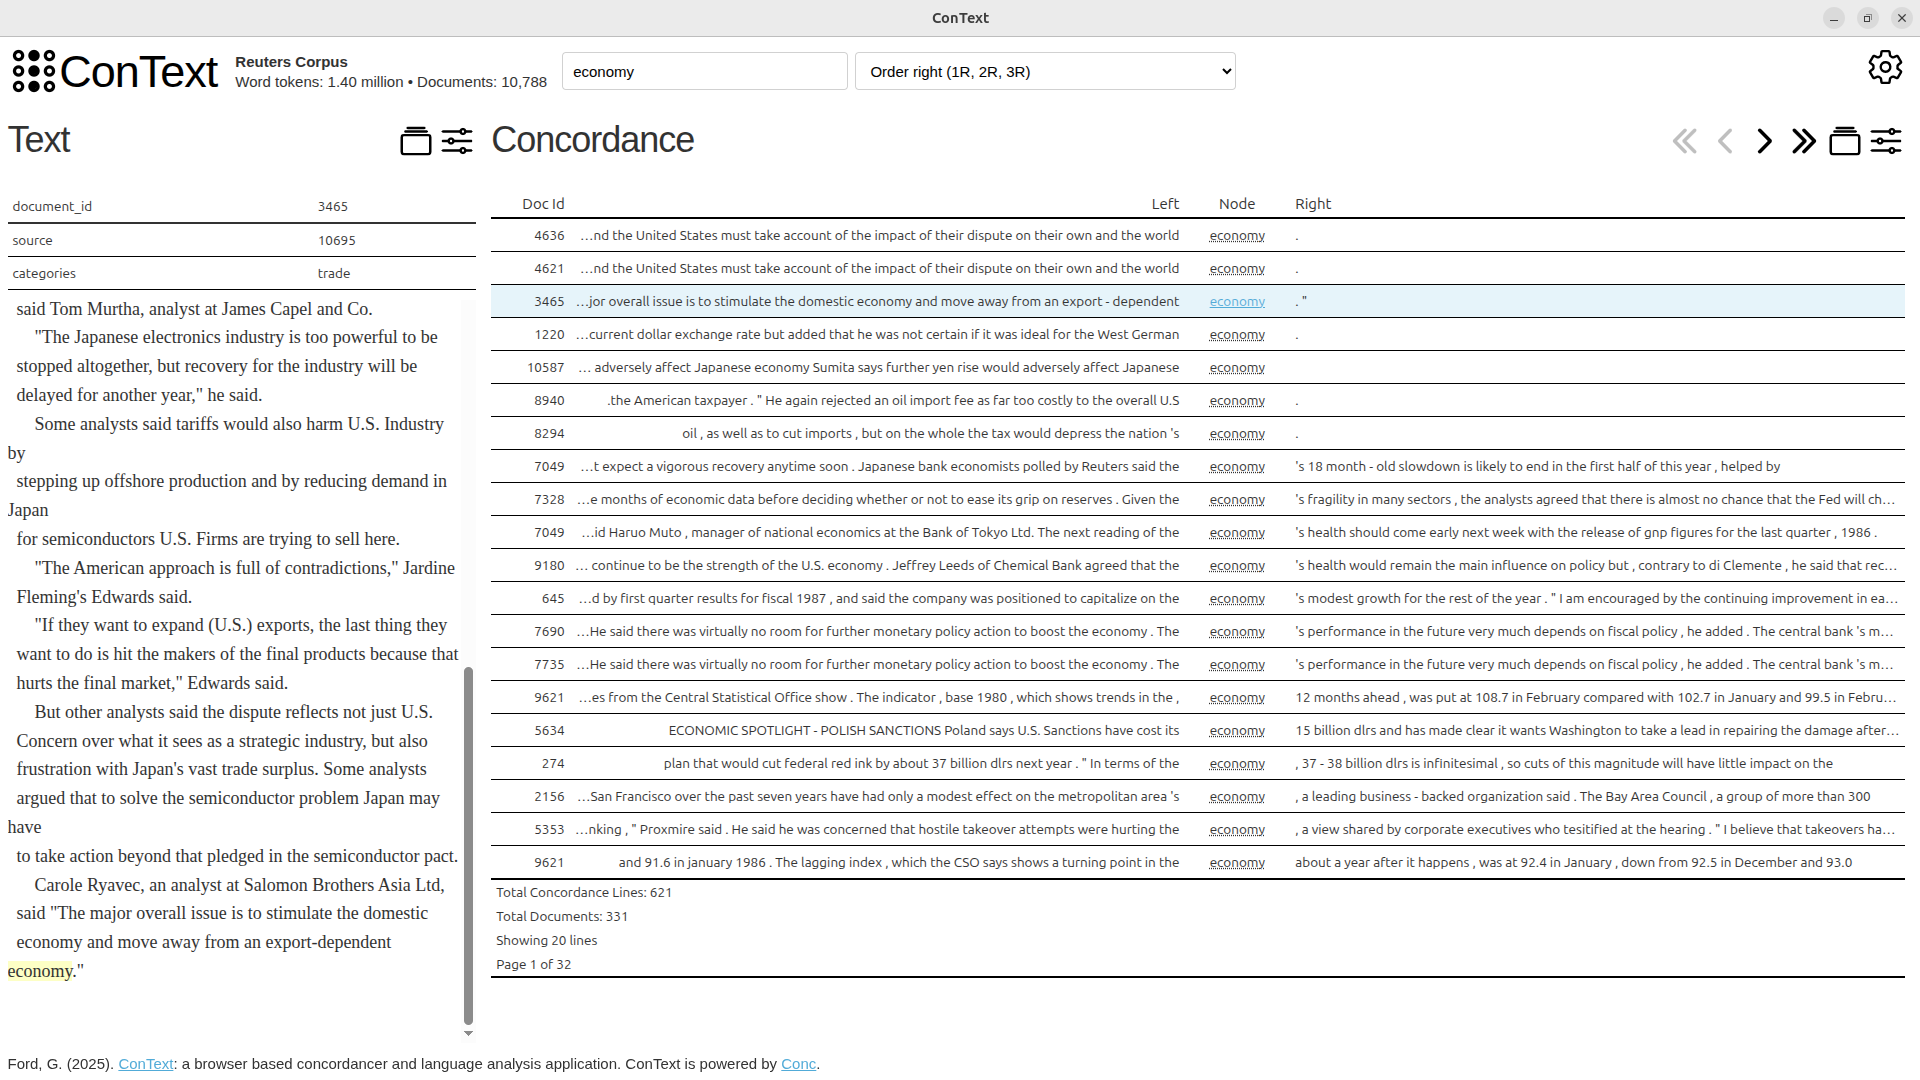 ConText
ConText
Reuters Corpus
Word tokens: 1.40 million • Documents: 10,788
economy
Order right (1R, 2R, 3R)
Text
document_id 3465
source 10695
categories trade
said Tom Murtha, analyst at James Capel and Co.
"The Japanese electronics industry is too powerful to be
stopped altogether, but recovery for the industry will be
delayed for another year," he said.
Some analysts said tariffs would also harm U.S. Industry
by
stepping up offshore production and by reducing demand in
Japan
for semiconductors U.S. Firms are trying to sell here.
"The American approach is full of contradictions," Jardine
Fleming's Edwards said.
"If they want to expand (U.S.) exports, the last thing they
want to do is hit the makers of the final products because that
hurts the final market," Edwards said.
But other analysts said the dispute reflects not just U.S.
Concern over what it sees as a strategic industry, but also
frustration with Japan's vast trade surplus. Some analysts
argued that to solve the semiconductor problem Japan may
have
to take action beyond that pledged in the semiconductor pact.
Carole Ryavec, an analyst at Salomon Brothers Asia Ltd,
said "The major overall issue is to stimulate the domestic
economy and move away from an export-dependent
economy."
Concordance
Doc Id Left Node Right
4636 …nd the United States must take account of the impact of their dispute on their own and the world economy .
4621 …nd the United States must take account of the impact of their dispute on their own and the world economy .
3465 …jor overall issue is to stimulate the domestic economy and move away from an export - dependent economy . "
1220 …current dollar exchange rate but added that he was not certain if it was ideal for the West German economy .
10587 … adversely affect Japanese economy Sumita says further yen rise would adversely affect Japanese economy
8940 .the American taxpayer . " He again rejected an oil import fee as far too costly to the overall U.S economy .
8294 oil , as well as to cut imports , but on the whole the tax would depress the nation 's economy .
7049 …t expect a vigorous recovery anytime soon . Japanese bank economists polled by Reuters said the economy 's 18 month - old slowdown is likely to end in the first half of this year , helped by
7328 …e months of economic data before deciding whether or not to ease its grip on reserves . Given the economy 's fragility in many sectors , the analysts agreed that there is almost no chance that the Fed will ch…
7049 …id Haruo Muto , manager of national economics at the Bank of Tokyo Ltd. The next reading of the economy 's health should come early next week with the release of gnp figures for the last quarter , 1986 .
9180 … continue to be the strength of the U.S. economy . Jeffrey Leeds of Chemical Bank agreed that the economy 's health would remain the main influence on policy but , contrary to di Clemente , he said that rec…
645 …d by first quarter results for fiscal 1987 , and said the company was positioned to capitalize on the economy 's modest growth for the rest of the year . " I am encouraged by the continuing improvement in ea…
7690 …He said there was virtually no room for further monetary policy action to boost the economy . The economy 's performance in the future very much depends on fiscal policy , he added . The central bank 's m…
7735 …He said there was virtually no room for further monetary policy action to boost the economy . The economy 's performance in the future very much depends on fiscal policy , he added . The central bank 's m…
9621 …es from the Central Statistical Office show . The indicator , base 1980 , which shows trends in the , economy 12 months ahead , was put at 108.7 in February compared with 102.7 in January and 99.5 in Febru…
5634 ECONOMIC SPOTLIGHT - POLISH SANCTIONS Poland says U.S. Sanctions have cost its economy 15 billion dlrs and has made clear it wants Washington to take a lead in repairing the damage after…
274 plan that would cut federal red ink by about 37 billion dlrs next year . " In terms of the economy , 37 - 38 billion dlrs is infinitesimal , so cuts of this magnitude will have little impact on the
2156 …San Francisco over the past seven years have had only a modest effect on the metropolitan area 's economy , a leading business - backed organization said . The Bay Area Council , a group of more than 300
5353 …nking , " Proxmire said . He said he was concerned that hostile takeover attempts were hurting the economy , a view shared by corporate executives who tesitified at the hearing . " I believe that takeovers ha…
9621 and 91.6 in january 1986 . The lagging index , which the CSO says shows a turning point in the economy about a year after it happens , was at 92.4 in January , down from 92.5 in December and 93.0
Total Concordance Lines: 621
Total Documents: 331
Showing 20 lines
Page 1 of 32
Ford, G. (2025). ConText: a browser based concordancer and language analysis application. ConText is powered by Conc.